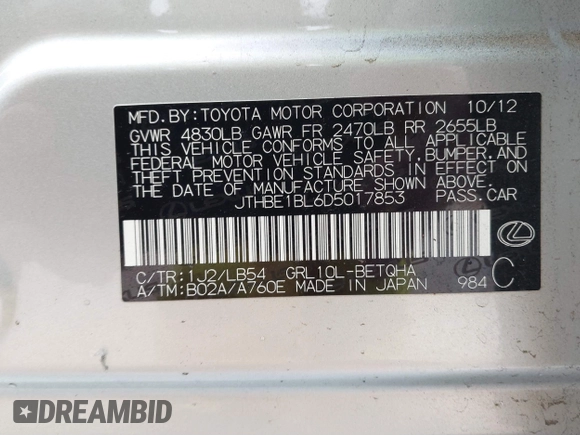 MFD.BY:TOYOTA MOTOR CORPORATION 10/12
GVWR 4830LB GAWR FR 2470LB RR 2655LB
THIS VEHICLE CONFORMS TO ALL APPLICABLE
FEDERAL MOTOR VEHICLE SAFETY,BUMPER,AND
THEFT PREVENTION STANDARDS IN EFFECT ON
THE DATE OF MANUFACTURE SHOWN ABOVE.
JTHBE1BL6D5017853 PASS.CAR
C/TR:1J2/LB54 GRL10L-BETQHA
A/TM:B02A/A760E MADE IN JAPAN 984 C
DREAMBID